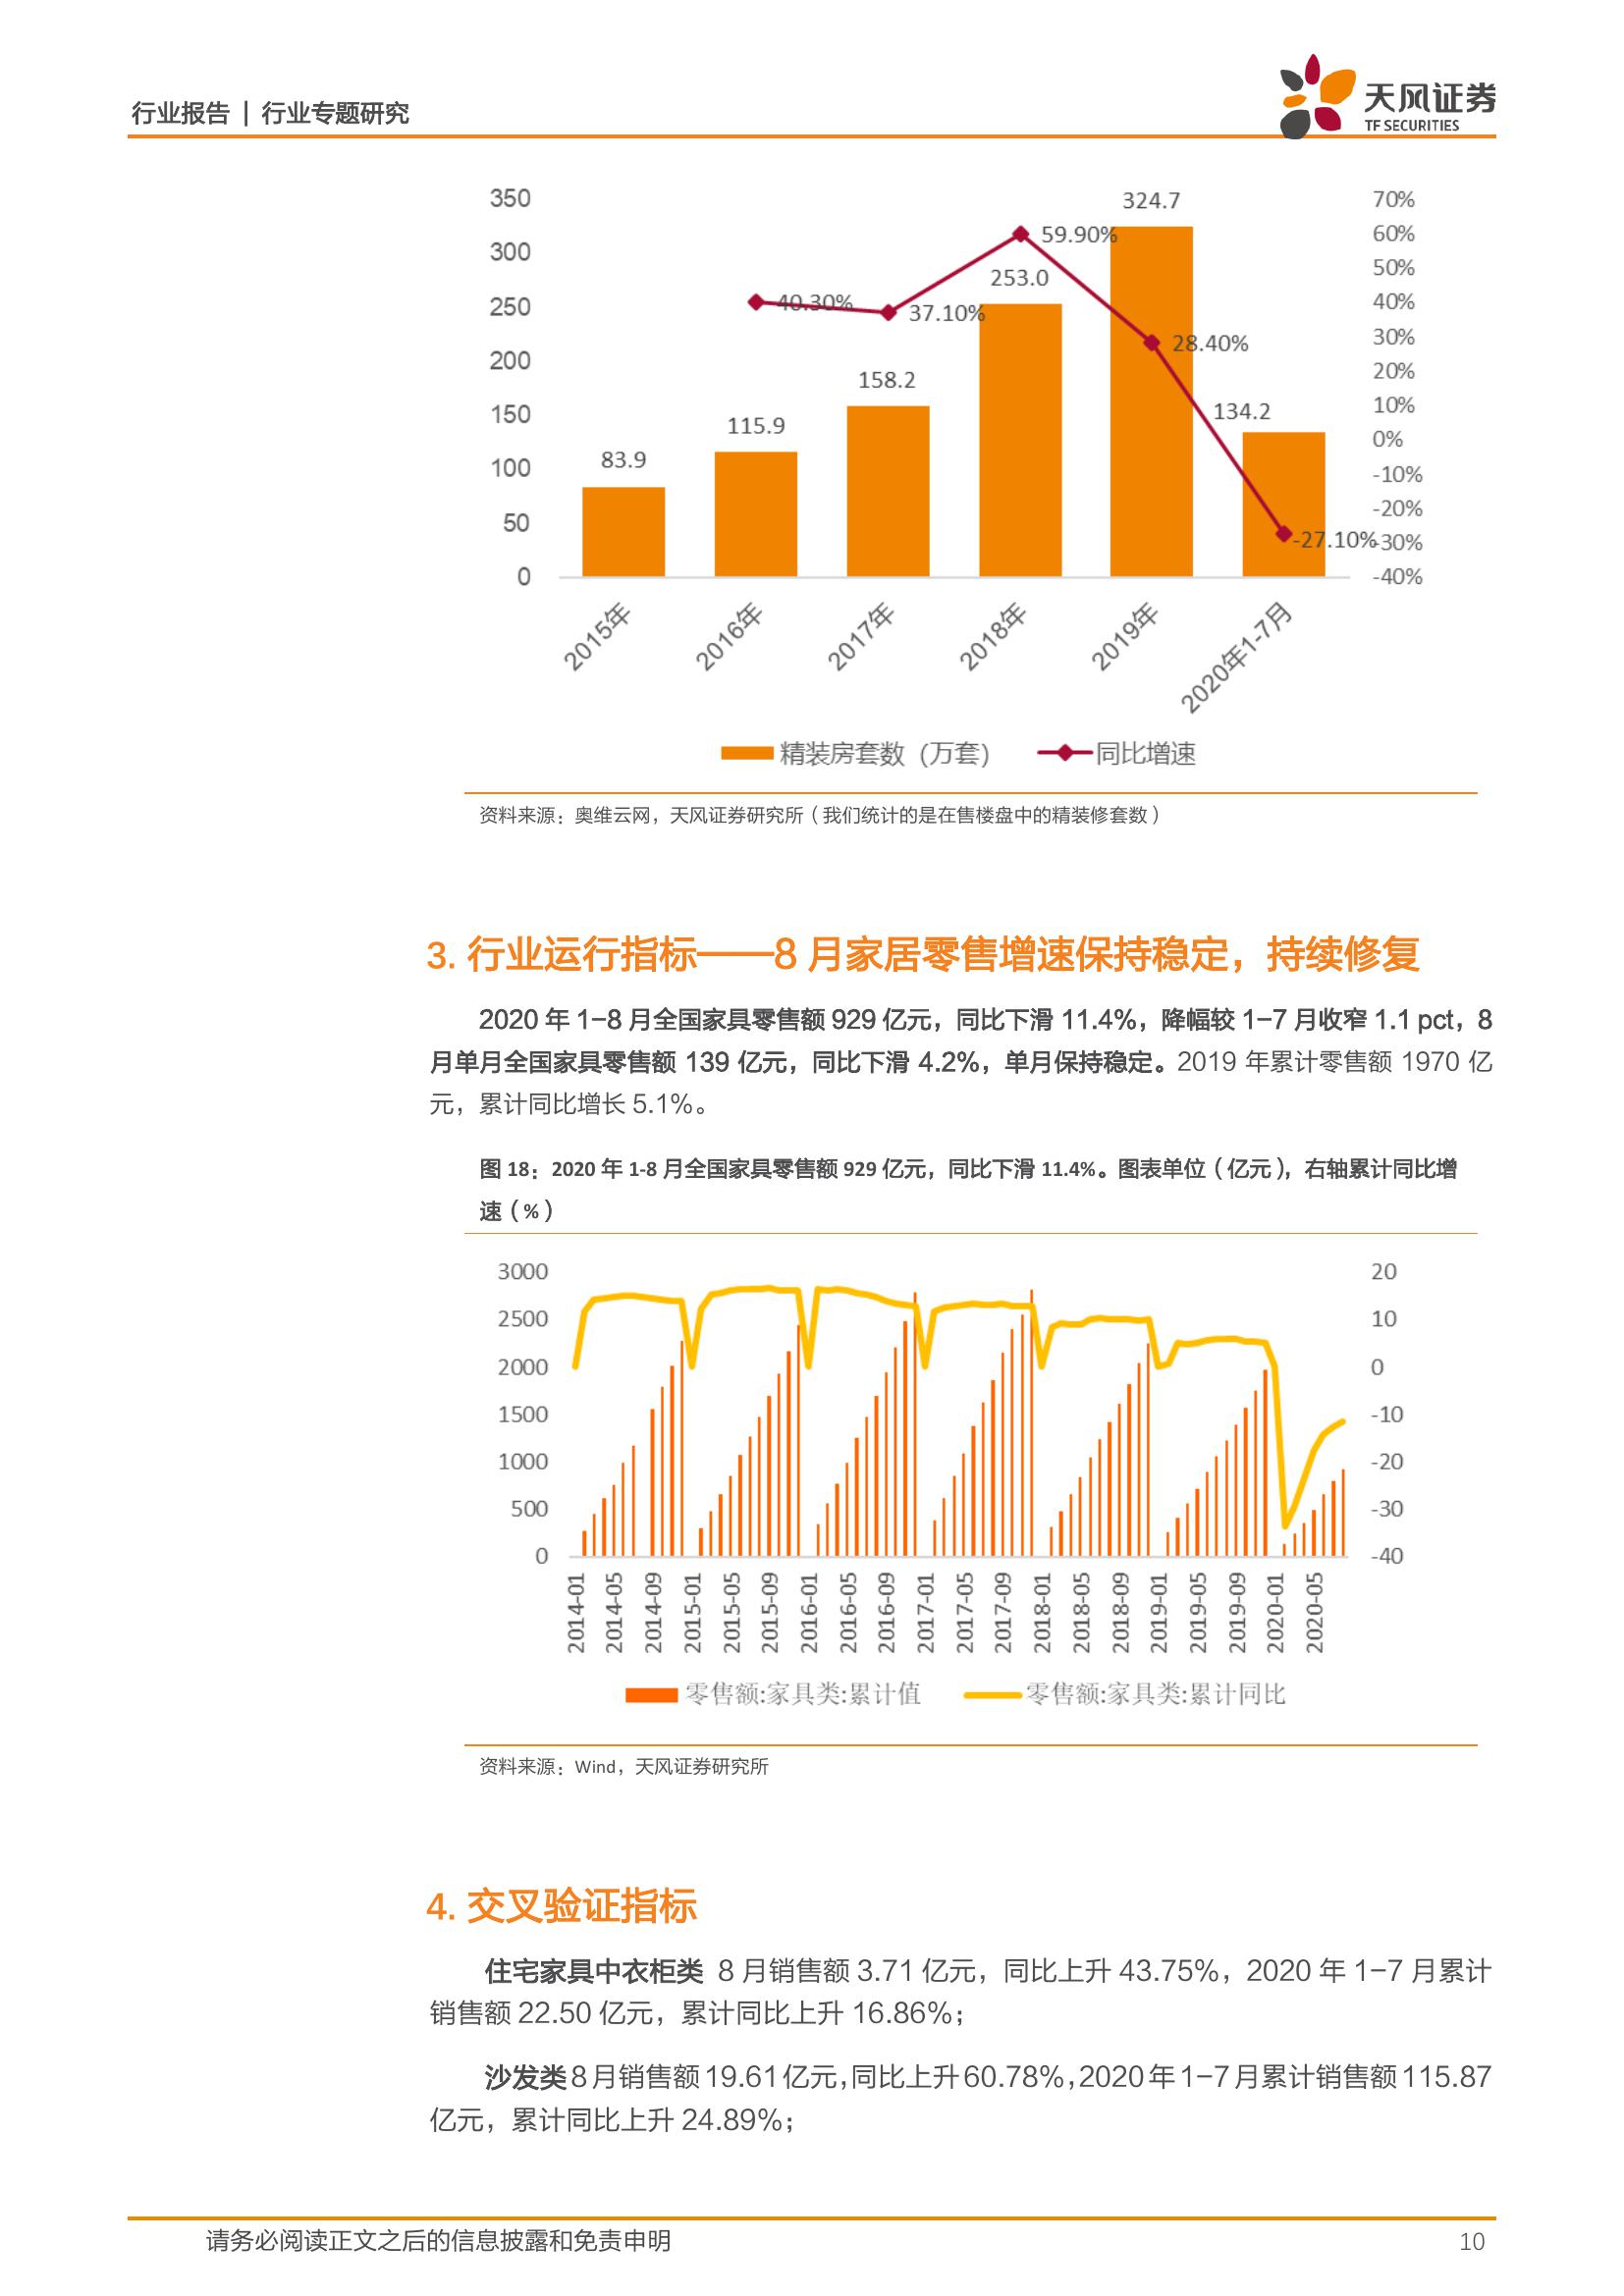 行业报告 | 行业专题研究
天风证券
TF SECURITIES
350
300
250
200
150
100
50
0
70%
60%
50%
40%
30%
20%
10%
0%
-10%
-20%
-30%
-40%
83.9
115.9
158.2
253.0
324.7
134.2
40.30%
37.10%
59.90%
28.40%
-27.10%
2015年
2016年
2017年
2018年
2019年
2020年1-7月
精装房套数 (万套) 同比增速
资料来源：奥维云网，天风证券研究所（我们统计的是在售楼盘中的精装修套数）
3. 行业运行指标——8 月家居零售增速保持稳定，持续修复
2020 年 1-8 月全国家具零售额 929 亿元，同比下滑 11.4%，降幅较 1-7 月收窄 1.1 pct，8
月单月全国家具零售额 139 亿元，同比下滑 4.2%，单月保持稳定。2019 年累计零售额 1970 亿
元，累计同比增长 5.1%。
图 18：2020 年 1-8 月全国家具零售额 929 亿元，同比下滑 11.4%。图表单位（亿元），右轴累计同比增
速（%）
3000
2500
2000
1500
1000
500
0
20
10
0
-10
-20
-30
-40
2014-01
2014-05
2014-09
2015-01
2015-05
2015-09
2016-01
2016-05
2016-09
2017-01
2017-05
2017-09
2018-01
2018-05
2018-09
2019-01
2019-05
2019-09
2020-01
2020-05
零售额:家具类:累计值 零售额:家具类:累计同比
资料来源：Wind，天风证券研究所
4. 交叉验证指标
住宅家具中衣柜类 8 月销售额 3.71 亿元，同比上升 43.75%，2020 年 1-7 月累计
销售额 22.50 亿元，累计同比上升 16.86%；
沙发类 8 月销售额 19.61 亿元，同比上升 60.78%，2020 年 1-7 月累计销售额 115.87
亿元，累计同比上升 24.89%；
请务必阅读正文之后的信息披露和免责申明
10